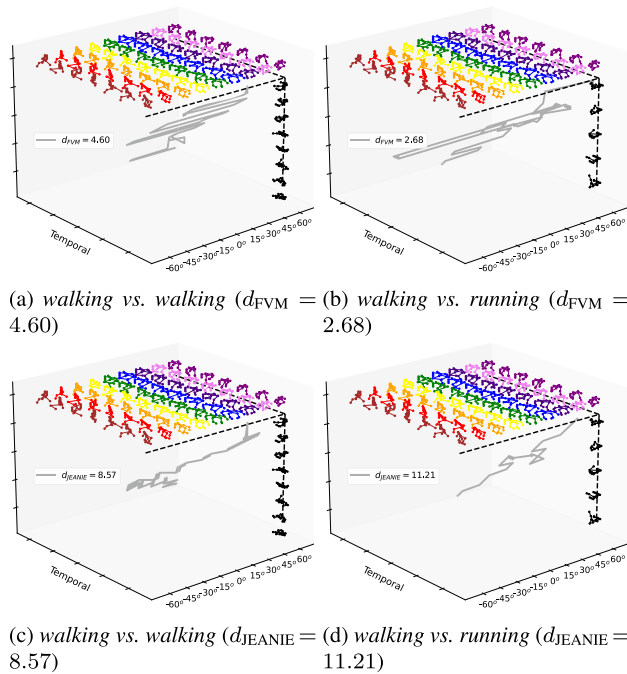 d_FVM = 4.60
Temporal
-60° -45° -30° -15° 0° 15° 30° 45° 60°
d_FVM = 2.68
Temporal
-60° -45° -30° -15° 0° 15° 30° 45° 60°
(a) walking vs. walking (d_FVM =
4.60)
(b) walking vs. running (d_FVM =
2.68)
d_JEANIE = 8.57
Temporal
-60° -45° -30° -15° 0° 15° 30° 45° 60°
d_JEANIE = 11.21
Temporal
-60° -45° -30° -15° 0° 15° 30° 45° 60°
(c) walking vs. walking (d_JEANIE =
8.57)
(d) walking vs. running (d_JEANIE =
11.21)